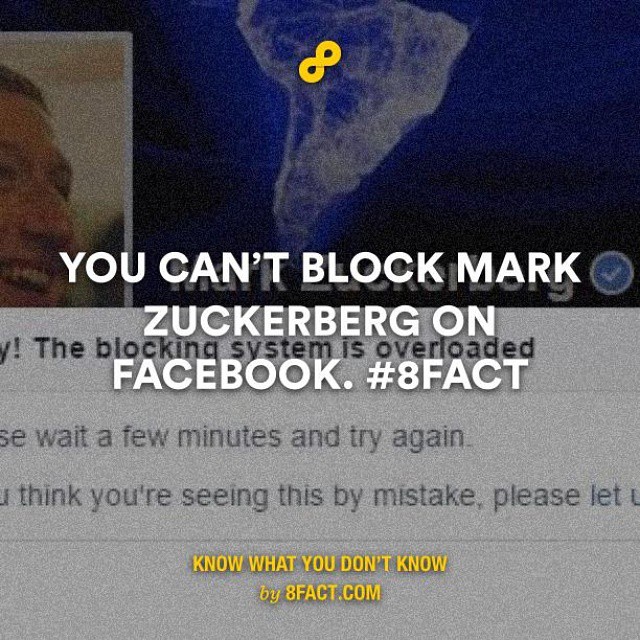 YOU CAN'T BLOCK MARK
Mark Zuckerberg
ZUCKERBERG ON
y! The blocking system is overloaded
FACEBOOK. #8FACT
se wait a few minutes and try again.
u think you're seeing this by mistake, please let u
KNOW WHAT YOU DON'T KNOW
by 8FACT.COM